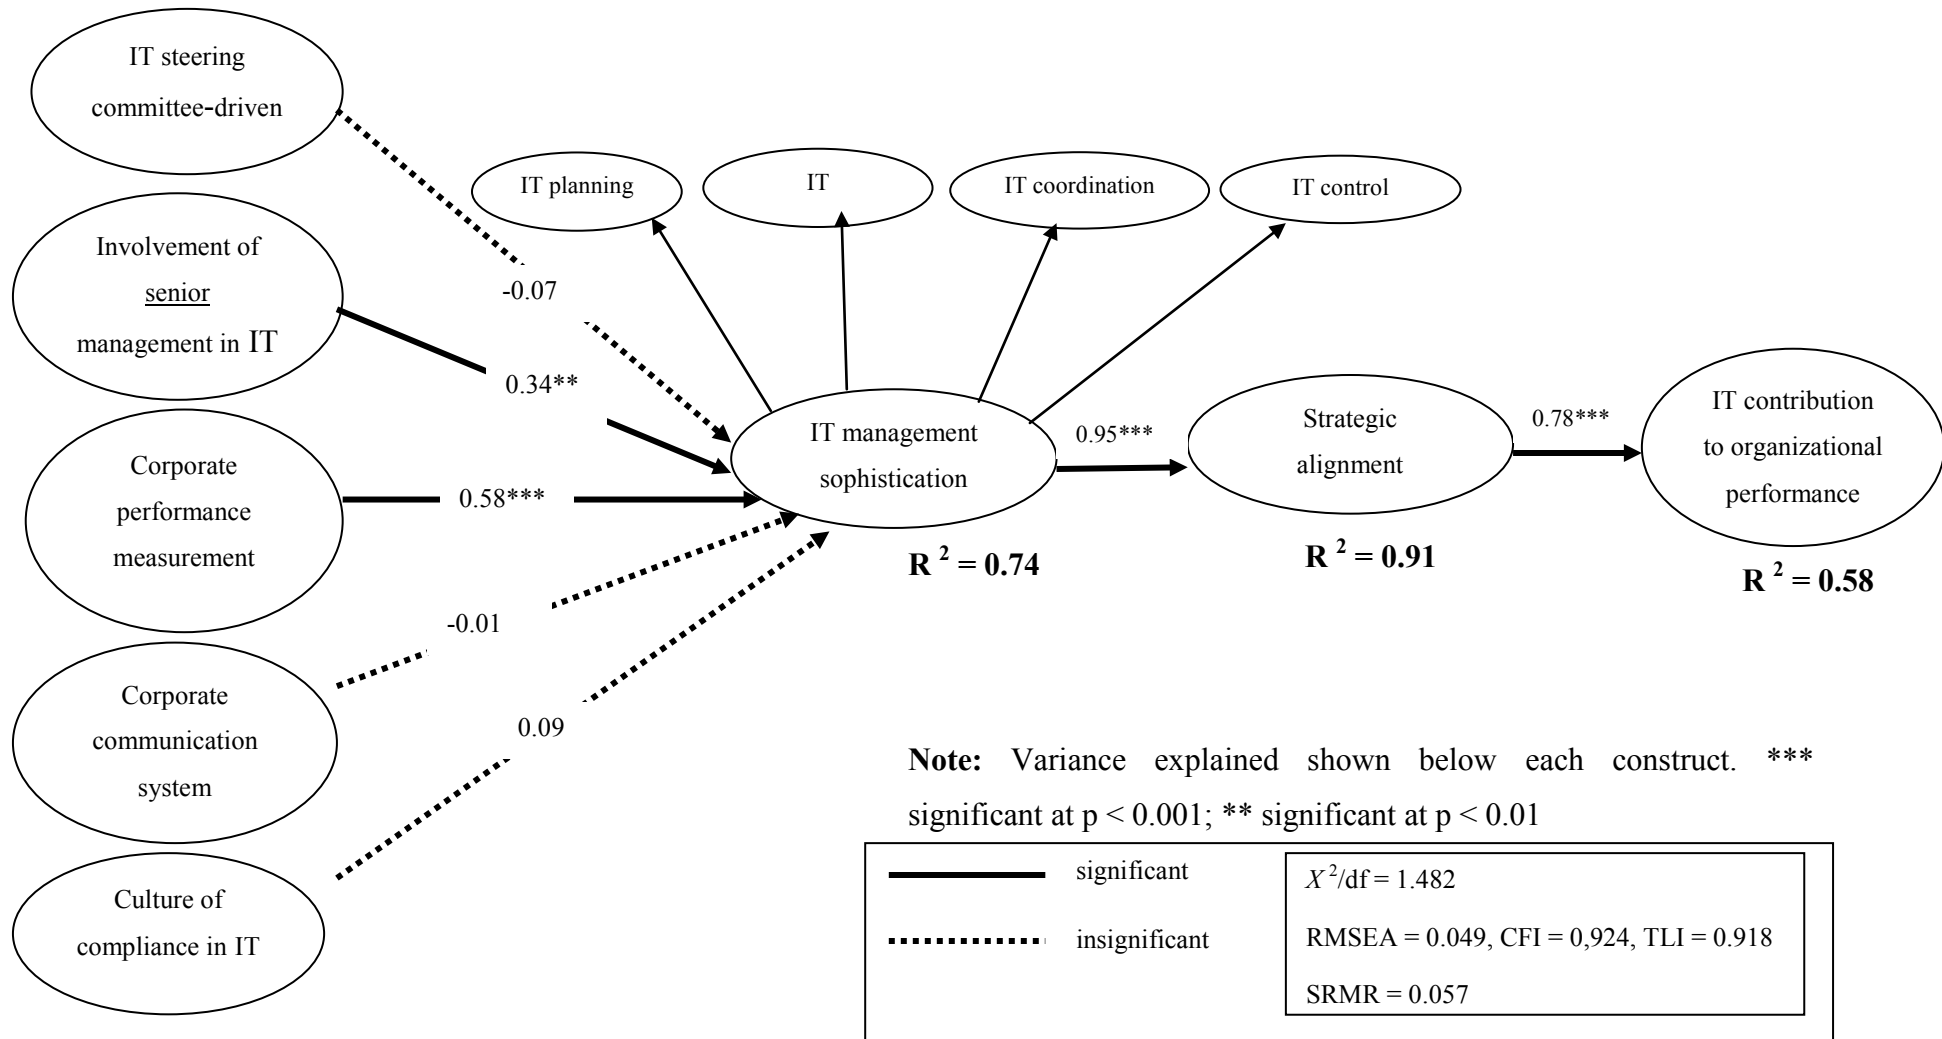 IT steering
committee-driven
Involvement of
senior
management in IT
Corporate
performance
measurement
Corporate
communication
system
Culture of
compliance in IT
-0.07
0.34**
0.58***
-0.01
0.09
IT planning
IT
IT coordination
IT control
IT management
sophistication
R 2 = 0.74
0.95***
Strategic
alignment
R 2 = 0.91
0.78***
IT contribution
to organizational
performance
R 2 = 0.58
Note: Variance explained shown below each construct. ***
significant at p < 0.001; ** significant at p < 0.01
significant
insignificant
X 2/df = 1.482
RMSEA = 0.049, CFI = 0,924, TLI = 0.918
SRMR = 0.057